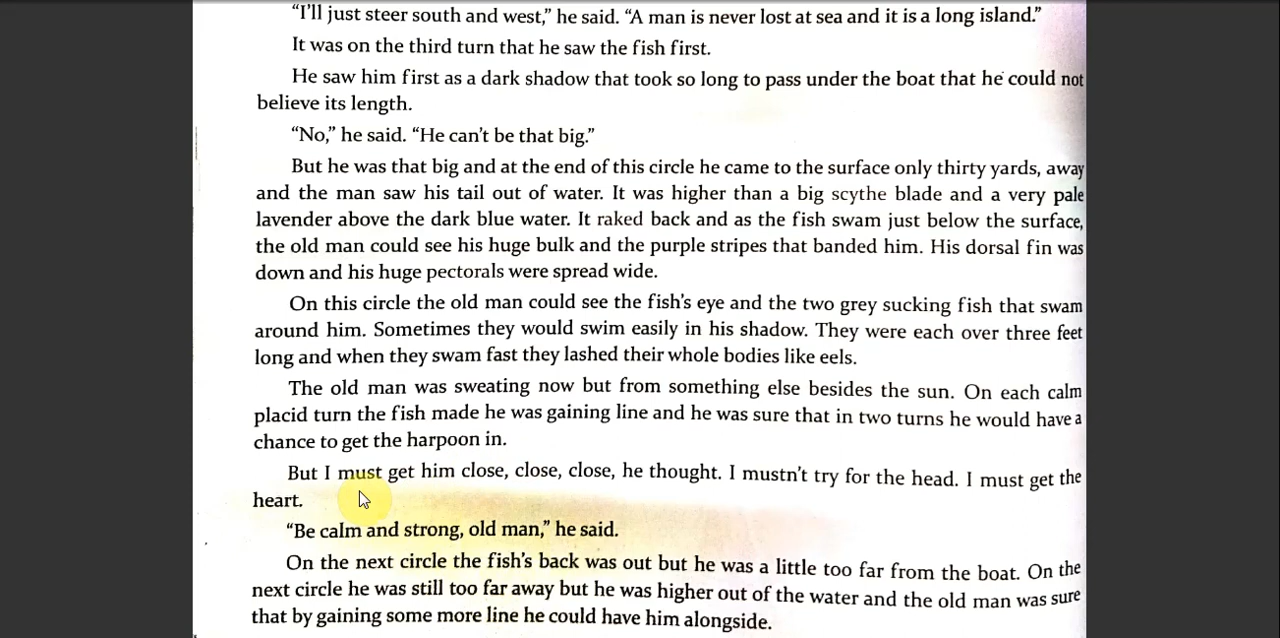 "I'll just steer south and west," he said. "A man is never lost at sea and it is a long island."
It was on the third turn that he saw the fish first.
He saw him first as a dark shadow that took so long to pass under the boat that he could not
believe its length.
"No," he said. "He can't be that big."
But he was that big and at the end of this circle he came to the surface only thirty yards, away
and the man saw his tail out of water. It was higher than a big scythe blade and a very pale
lavender above the dark blue water. It raked back and as the fish swam just below the surface,
the old man could see his huge bulk and the purple stripes that banded him. His dorsal fin was
down and his huge pectorals were spread wide.
On this circle the old man could see the fish's eye and the two grey sucking fish that swam
around him. Sometimes they would swim easily in his shadow. They were each over three feet
long and when they swam fast they lashed their whole bodies like eels.
The old man was sweating now but from something else besides the sun. On each calm
placid turn the fish made he was gaining line and he was sure that in two turns he would have a
chance to get the harpoon in.
But I must get him close, close, close, he thought. I mustn't try for the head. I must get the
heart.
"Be calm and strong, old man," he said.
On the next circle the fish's back was out but he was a little too far from the boat. On the
next circle he was still too far away but he was higher out of the water and the old man was sure
that by gaining some more line he could have him alongside.